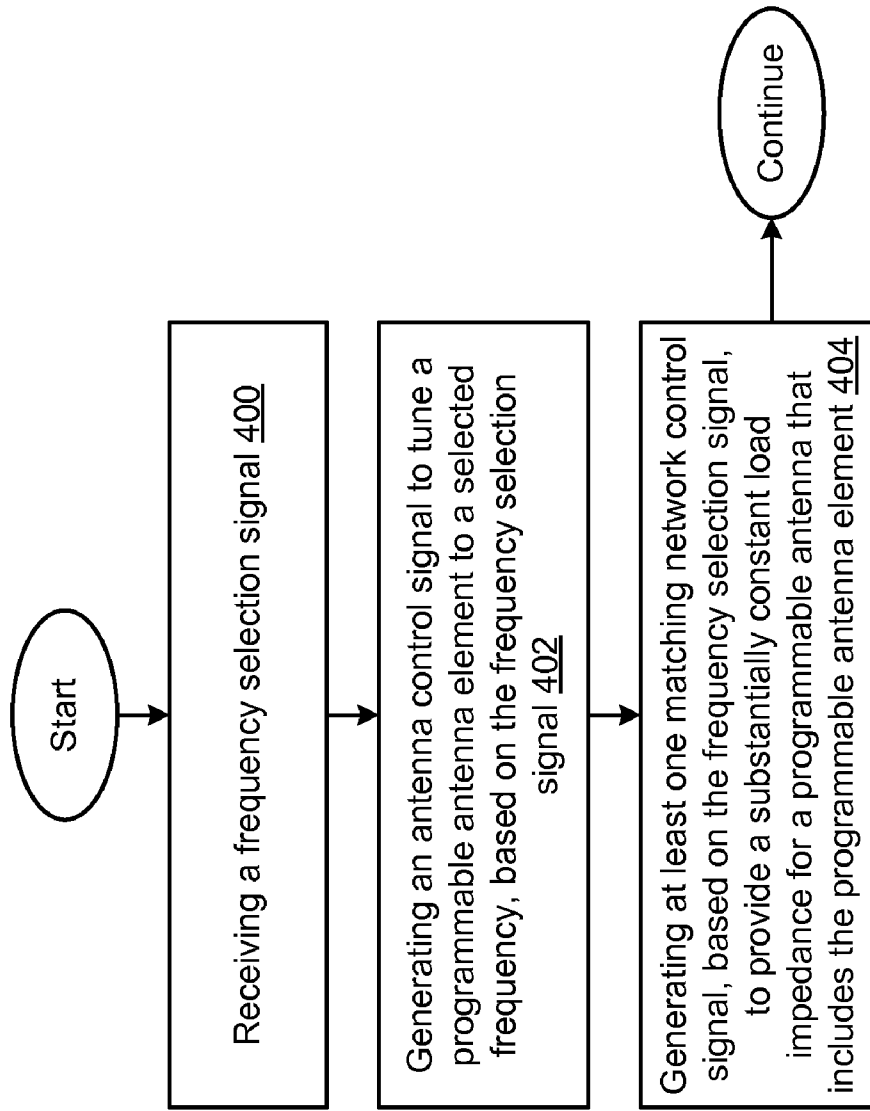 Start
Receiving a frequency selection signal 400
Generating an antenna control signal to tune a
programmable antenna element to a selected
frequency, based on the frequency selection
signal 402
Generating at least one matching network control
signal, based on the frequency selection signal,
to provide a substantially constant load
impedance for a programmable antenna that
includes the programmable antenna element 404
Continue